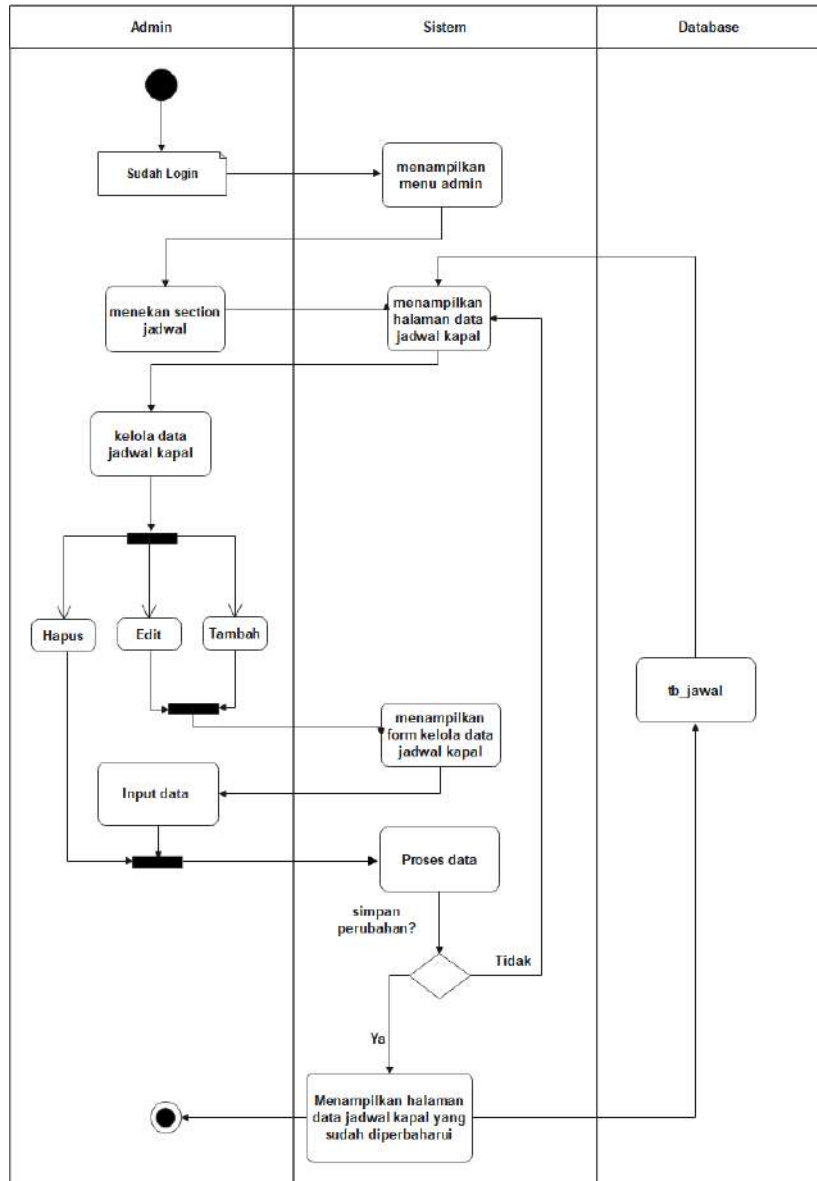 Admin
Sistem
Database
Sudah Login
menampilkan
menu admin
menekan section
jadwal
menampilkan
halaman data
jadwal kapal
kelola data
jadwal kapal
Hapus
Edit
Tambah
tb_jawal
menampilkan
form kelola data
jadwal kapal
Input data
Proses data
simpan
perubahan?
Tidak
Ya
Menampilkan halaman
data jadwal kapal yang
sudah diperbaharui